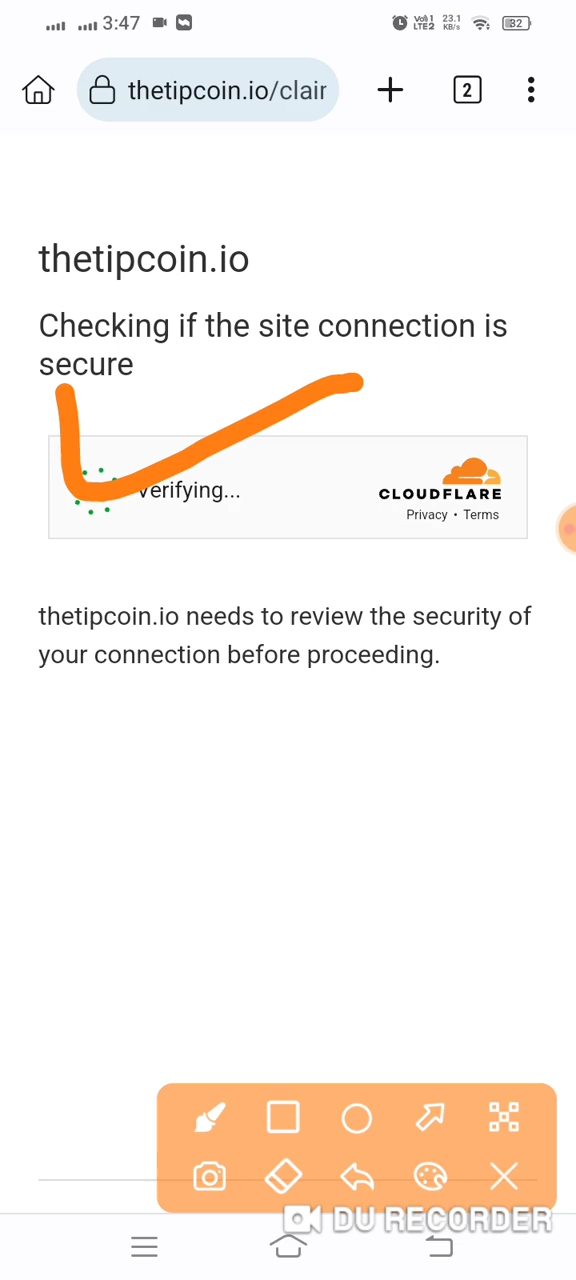 3:47
Vo) 1
LTE2
23.1
KB/s
32
thetipcoin.io/clair
2
thetipcoin.io
Checking if the site connection is
secure
verifying...
CLOUDFLARE
Privacy • Terms
thetipcoin.io needs to review the security of
your connection before proceeding.
DU RECORDER